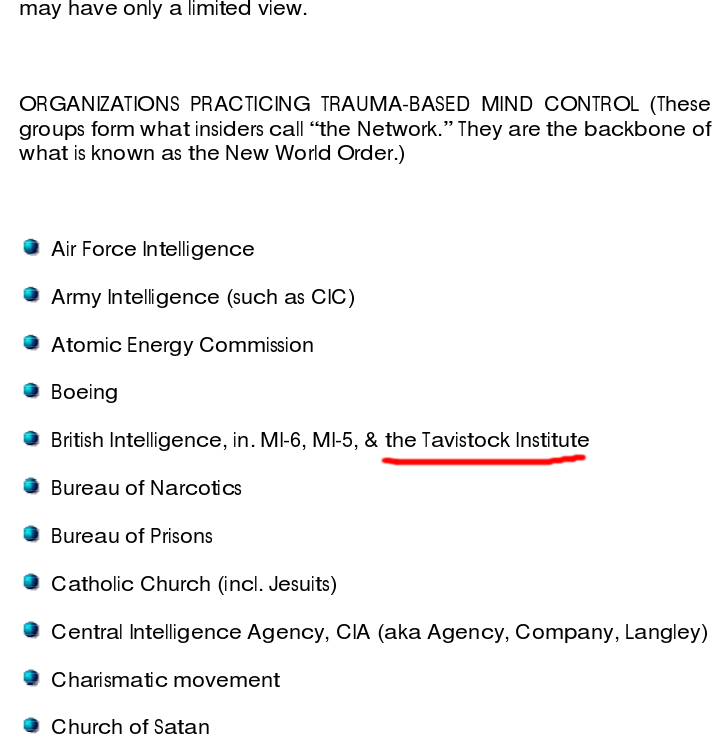 may have only a limited view.
ORGANIZATIONS PRACTICING TRAUMA-BASED MIND CONTROL (These
groups form what insiders call “the Network.” They are the backbone of
what is known as the New World Order.)
Air Force Intelligence
Army Intelligence (such as CIC)
Atomic Energy Commission
Boeing
British Intelligence, in. MI-6, MI-5, & the Tavistock Institute
Bureau of Narcotics
Bureau of Prisons
Catholic Church (incl. Jesuits)
Central Intelligence Agency, CIA (aka Agency, Company, Langley)
Charismatic movement
Church of Satan